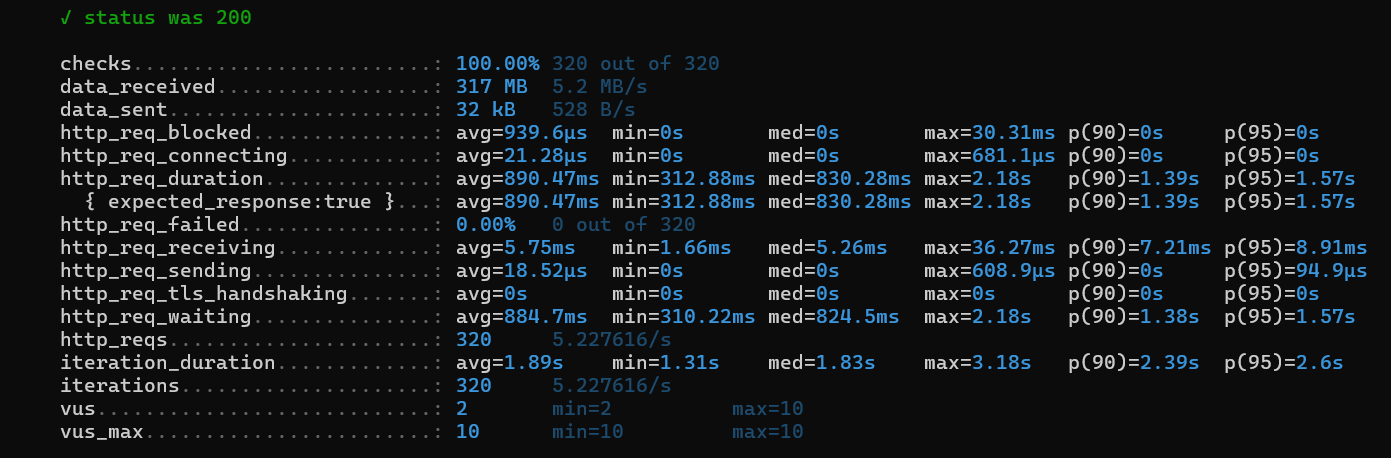 ✓ status was 200
checks.........................: 100.00% 320 out of 320
data_received..................: 317 MB 5.2 MB/s
data_sent......................: 32 kB 528 B/s
http_req_blocked...............: avg=939.6µs min=0s med=0s max=30.31ms p(90)=0s p(95)=0s
http_req_connecting............: avg=21.28µs min=0s med=0s max=681.1µs p(90)=0s p(95)=0s
http_req_duration..............: avg=890.47ms min=312.88ms med=830.28ms max=2.18s p(90)=1.39s p(95)=1.57s
{ expected_response:true }...: avg=890.47ms min=312.88ms med=830.28ms max=2.18s p(90)=1.39s p(95)=1.57s
http_req_failed................: 0.00% 0 out of 320
http_req_receiving.............: avg=5.75ms min=1.66ms med=5.26ms max=36.27ms p(90)=7.21ms p(95)=8.91ms
http_req_sending...............: avg=18.52µs min=0s med=0s max=608.9µs p(90)=0s p(95)=94.9µs
http_req_tls_handshaking.......: avg=0s min=0s med=0s max=0s p(90)=0s p(95)=0s
http_req_waiting...............: avg=884.7ms min=310.22ms med=824.5ms max=2.18s p(90)=1.38s p(95)=1.57s
http_reqs......................: 320 5.227616/s
iteration_duration.............: avg=1.89s min=1.31s med=1.83s max=3.18s p(90)=2.39s p(95)=2.6s
iterations.....................: 320 5.227616/s
vus............................: 2 min=2 max=10
vus_max........................: 10 min=10 max=10